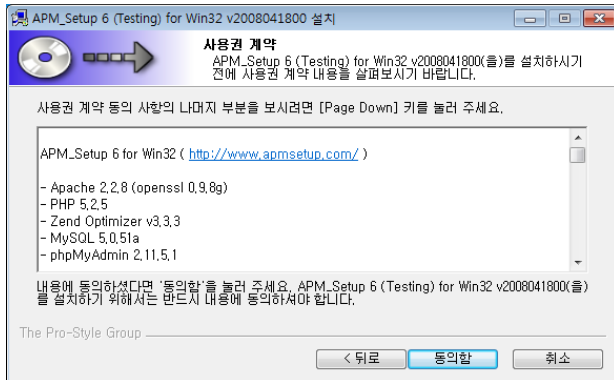 APM_Setup 6 (Testing) for Win32 v2008041800 설치
사용권 계약
APM_Setup 6 (Testing) for Win32 v2008041800(을)를 설치하시기
전에 사용권 계약 내용을 살펴보시기 바랍니다.
사용권 계약 동의 사항의 나머지 부분을 보시려면 [Page Down] 키를 눌러 주세요.
APM_Setup 6 for Win32 ( http://www.apmsetup.com/ )
- Apache 2.2.8 (openssl 0.9.8g)
- PHP 5.2.5
- Zend Optimizer v3.3.3
- MySQL 5.0.51a
- phpMyAdmin 2.11.5.1
내용에 동의하셨다면 '동의함'을 눌러 주세요. APM_Setup 6 (Testing) for Win32 v2008041800(을)
를 설치하기 위해서는 반드시 내용에 동의하셔야 합니다.
The Pro-Style Group
< 뒤로 동의함 취소